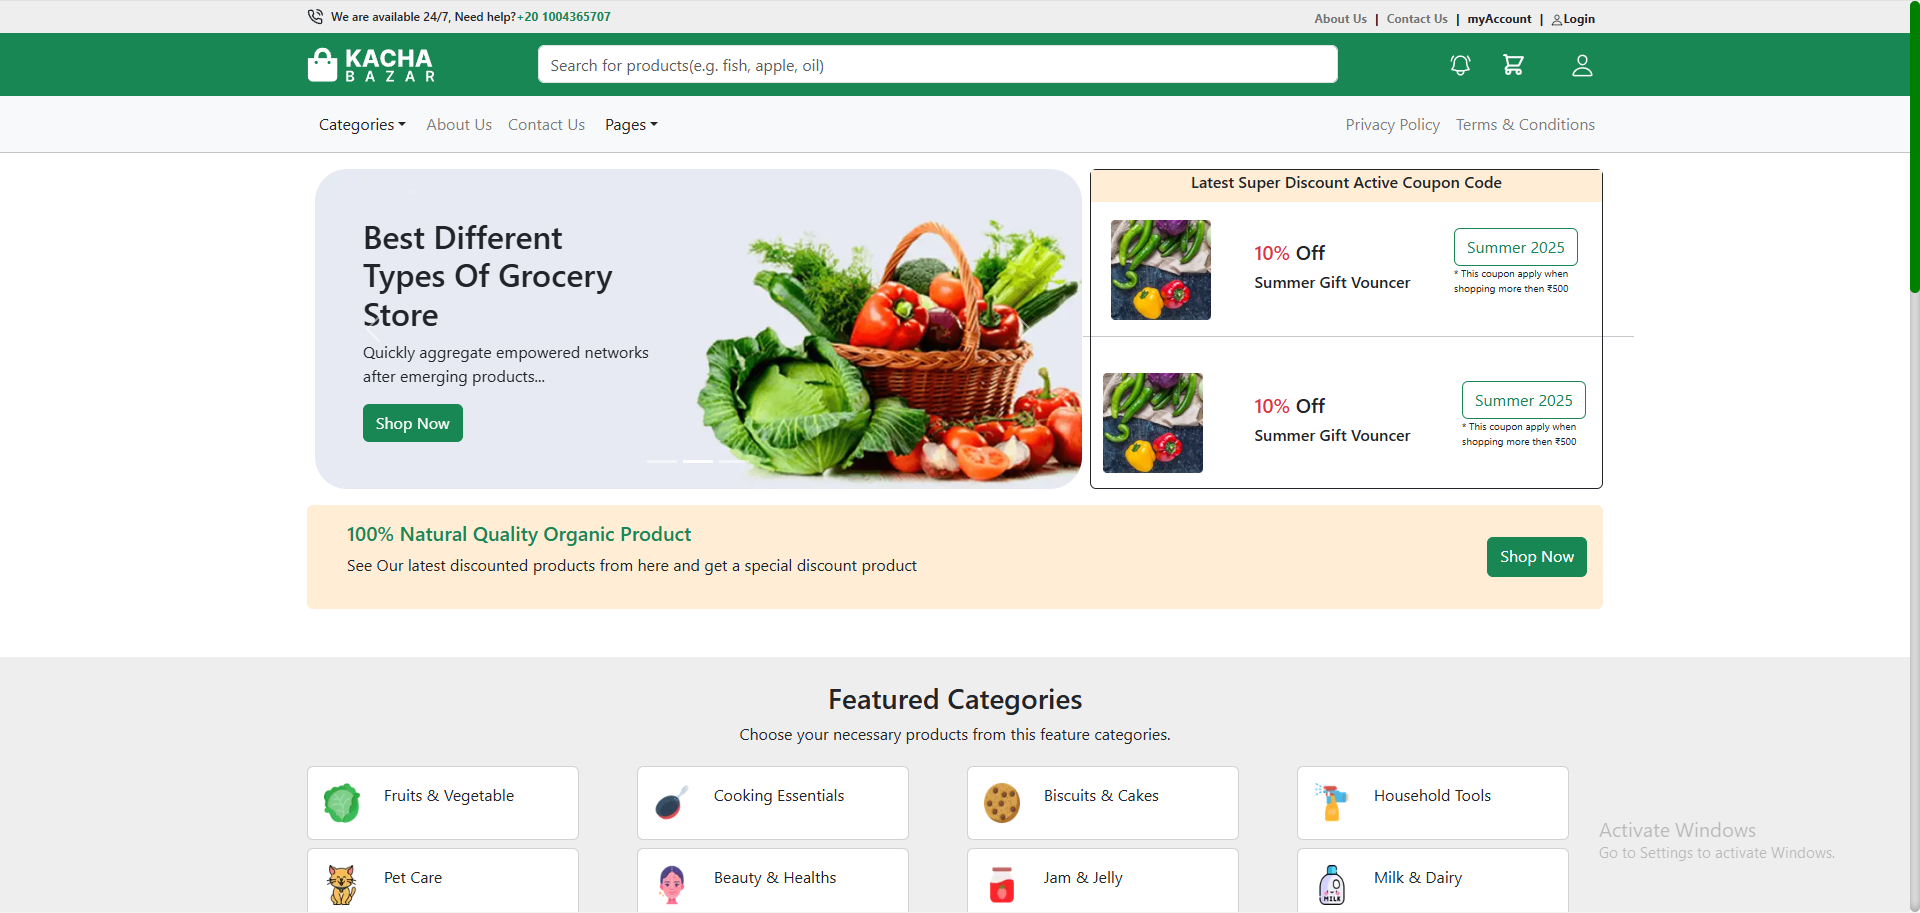 We are available 24/7, Need help?+20 1004365707
About Us | Contact Us | myAccount | Login
KACHA
BAZAR
Search for products(e.g. fish, apple, oil)
Categories About Us Contact Us Pages
Privacy Policy Terms & Conditions
Best Different
Types Of Grocery
Store
Quickly aggregate empowered networks
after emerging products...
Shop Now
Latest Super Discount Active Coupon Code
10% Off
Summer Gift Vouncer
Summer 2025
* This coupon apply when
shopping more then ₹500
10% Off
Summer Gift Vouncer
Summer 2025
* This coupon apply when
shopping more then ₹500
100% Natural Quality Organic Product
See Our latest discounted products from here and get a special discount product
Shop Now
Featured Categories
Choose your necessary products from this feature categories.
Fruits & Vegetable
Cooking Essentials
Biscuits & Cakes
Household Tools
Pet Care
Beauty & Healths
Jam & Jelly
MILK
Milk & Dairy
Activate Windows
Go to Settings to activate Windows.